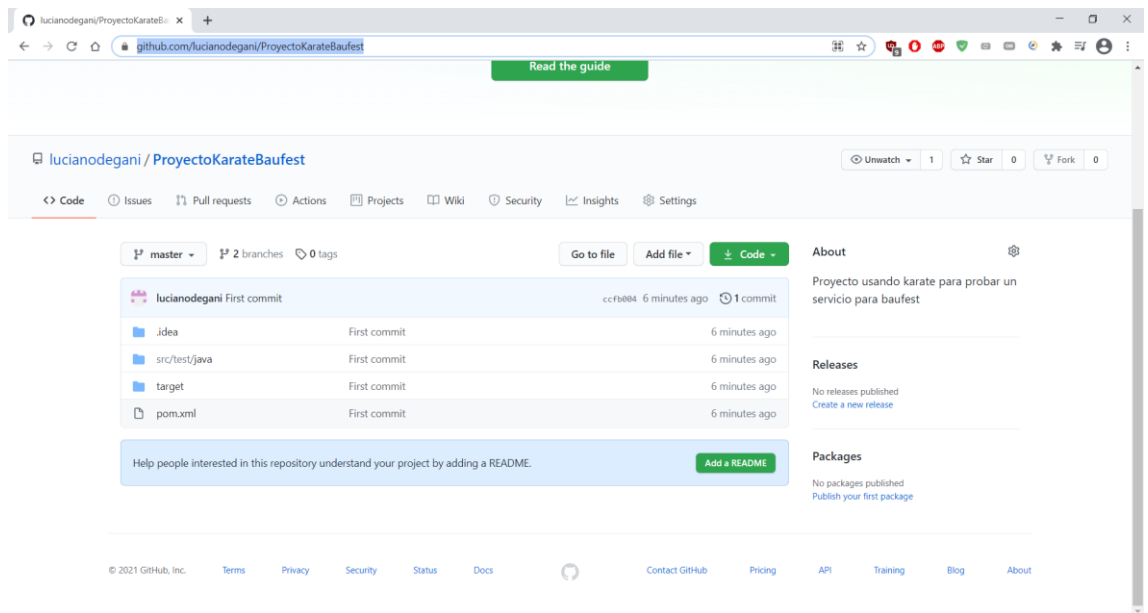 lucianodegani/ProyectoKarateBa
github.com/lucianodegani/ProyectoKarateBaufest
Read the guide
lucianodegani / ProyectoKarateBaufest
Unwatch 1 Star 0 Fork 0
Code Issues Pull requests Actions Projects Wiki Security Insights Settings
master 2 branches 0 tags Go to file Add file Code
lucianodegani First commit ccfb004 6 minutes ago 1 commit
.idea First commit 6 minutes ago
src/test/java First commit 6 minutes ago
target First commit 6 minutes ago
pom.xml First commit 6 minutes ago
Help people interested in this repository understand your project by adding a README. Add a README
About
Proyecto usando karate para probar un
servicio para baufest
Releases
No releases published
Create a new release
Packages
No packages published
Publish your first package
© 2021 GitHub, Inc. Terms Privacy Security Status Docs Contact GitHub Pricing API Training Blog About